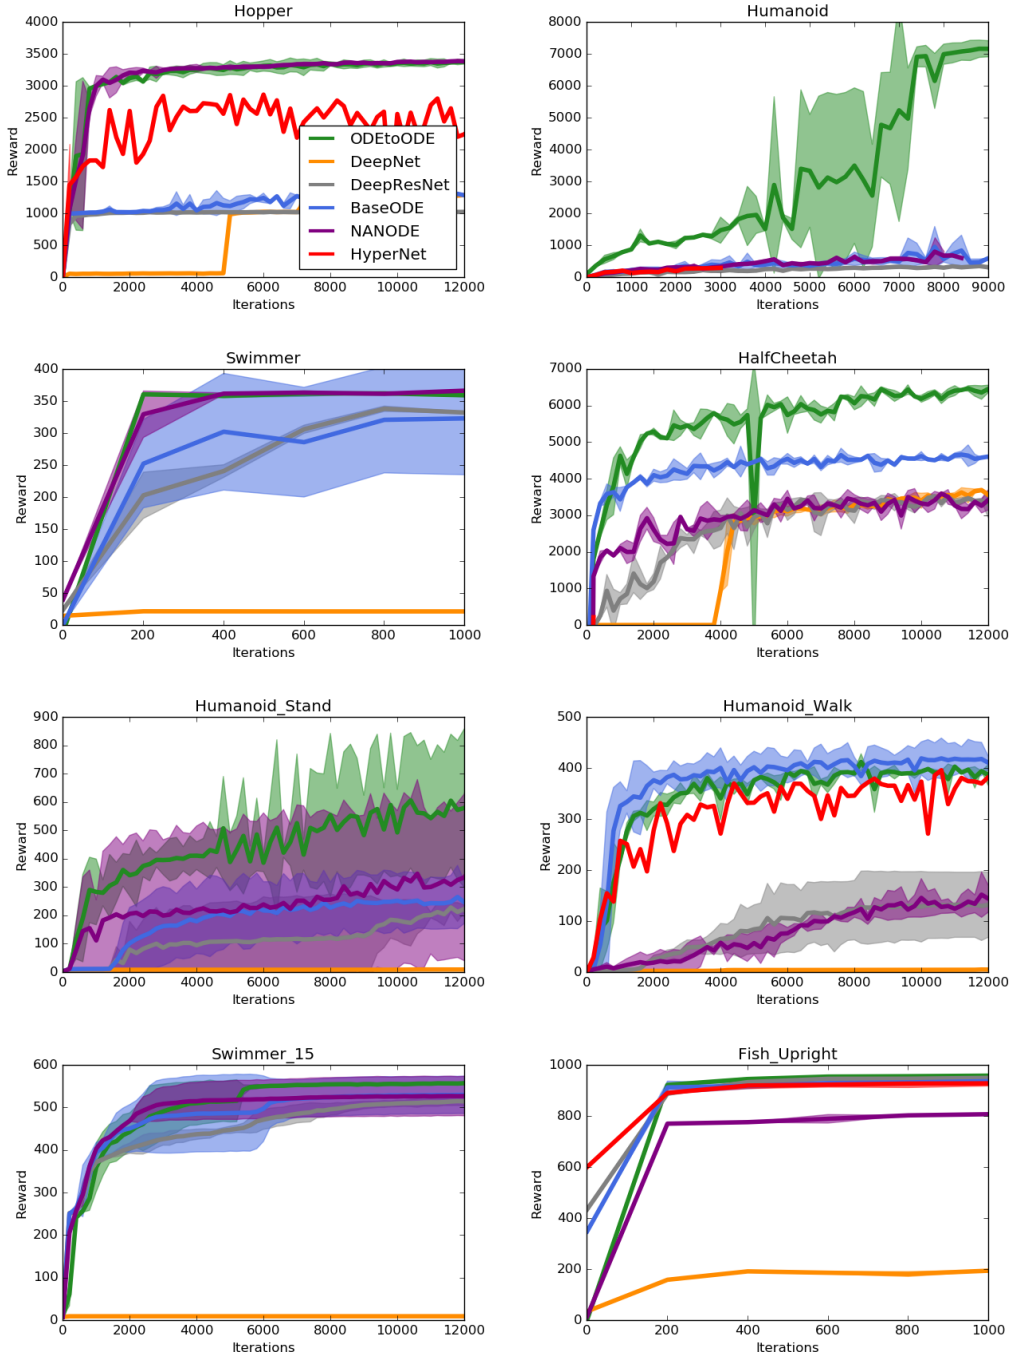 Hopper
4000
3500
3000
2500
2000
1500
1000
500
0
Reward
0 2000 4000 6000 8000 10000 12000
Iterations
ODEtoODE
DeepNet
DeepResNet
BaseODE
NANODE
HyperNet
Humanoid
8000
7000
6000
5000
4000
3000
2000
1000
0
Reward
0 1000 2000 3000 4000 5000 6000 7000 8000 9000
Iterations
Swimmer
400
350
300
250
200
150
100
50
0
Reward
0 200 400 600 800 1000
Iterations
HalfCheetah
7000
6000
5000
4000
3000
2000
1000
0
Reward
0 2000 4000 6000 8000 10000 12000
Iterations
Humanoid_Stand
900
800
700
600
500
400
300
200
100
0
Reward
0 2000 4000 6000 8000 10000 12000
Iterations
Humanoid_Walk
500
400
300
200
100
0
Reward
0 2000 4000 6000 8000 10000 12000
Iterations
Swimmer_15
600
500
400
300
200
100
0
Reward
0 2000 4000 6000 8000 10000 12000
Iterations
Fish_Upright
1000
800
600
400
200
0
Reward
0 200 400 600 800 1000
Iterations